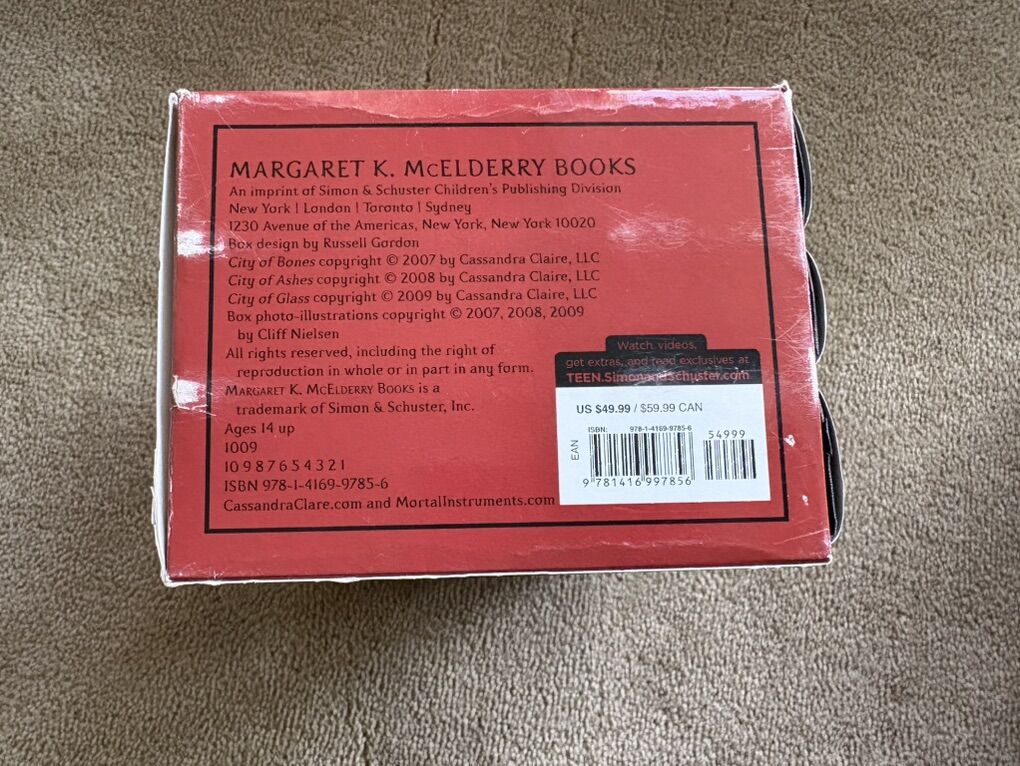 MARGARET K. McELDERRY BOOKS
An imprint of Simon & Schuster Children's Publishing Division
New York | London | Toronto | Sydney
1230 Avenue of the Americas, New York, New York 10020
Box design by Russell Gordon
City of Bones copyright © 2007 by Cassandra Claire, LLC
City of Ashes copyright © 2008 by Cassandra Claire, LLC
City of Glass copyright © 2009 by Cassandra Claire, LLC
Box photo-illustrations copyright © 2007, 2008, 2009
by Cliff Nielsen
All rights reserved, including the right of
reproduction in whole or in part in any form.
MARGARET K. McELDERRY BOOKS is a
trademark of Simon & Schuster, Inc.
Ages 14 up
1009
10 9 8 7 6 5 4 3 2 1
ISBN 978-1-4169-9785-6
CassandraClare.com and MortalInstruments.com
Watch videos,
get extras, and read exclusives at
TEEN.SimonandSchuster.com
US $49.99 / $59.99 CAN
ISBN: 978-1-4169-9785-6
54999
EAN
9 781416 997856